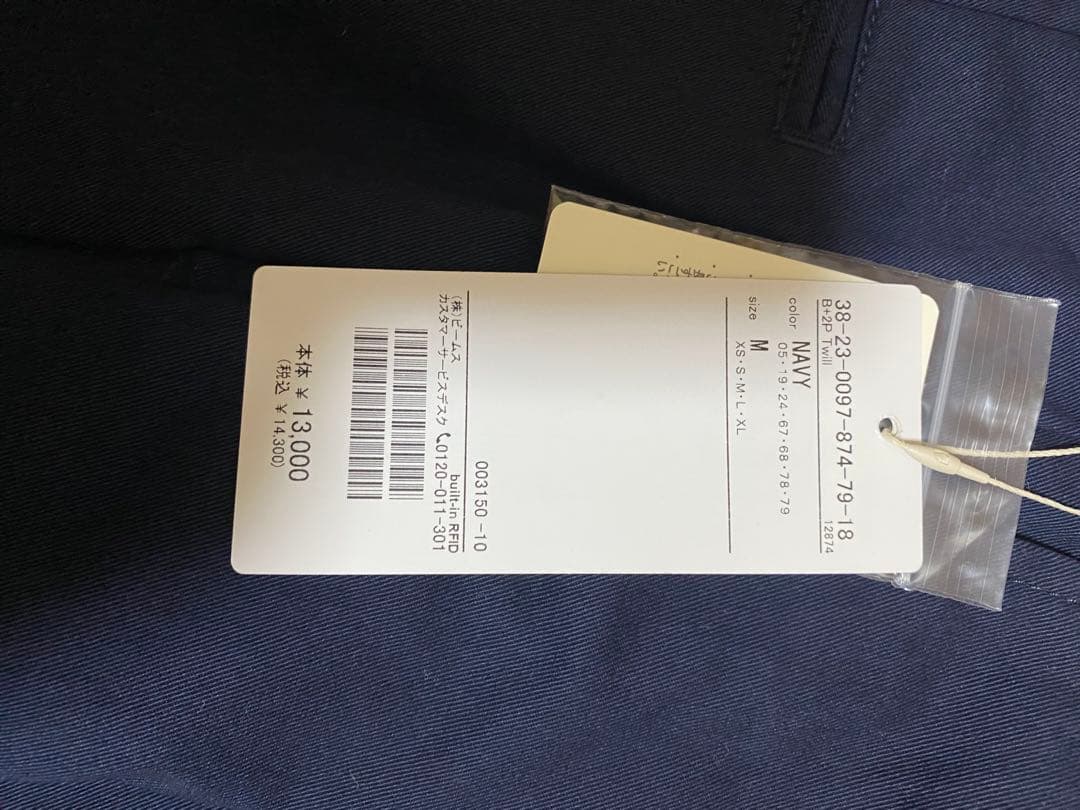 38-23-0097-874-79-18
B+2P Twill 12874
color NAVY
05・19・24・67・68・78・79
size M
XS・S・M・L・XL
003150 -10
built-in RFID
(株)ビームス
カスタマーサービスデスク 0120-011-301
本体 ¥13,000
(税込 ¥14,300)